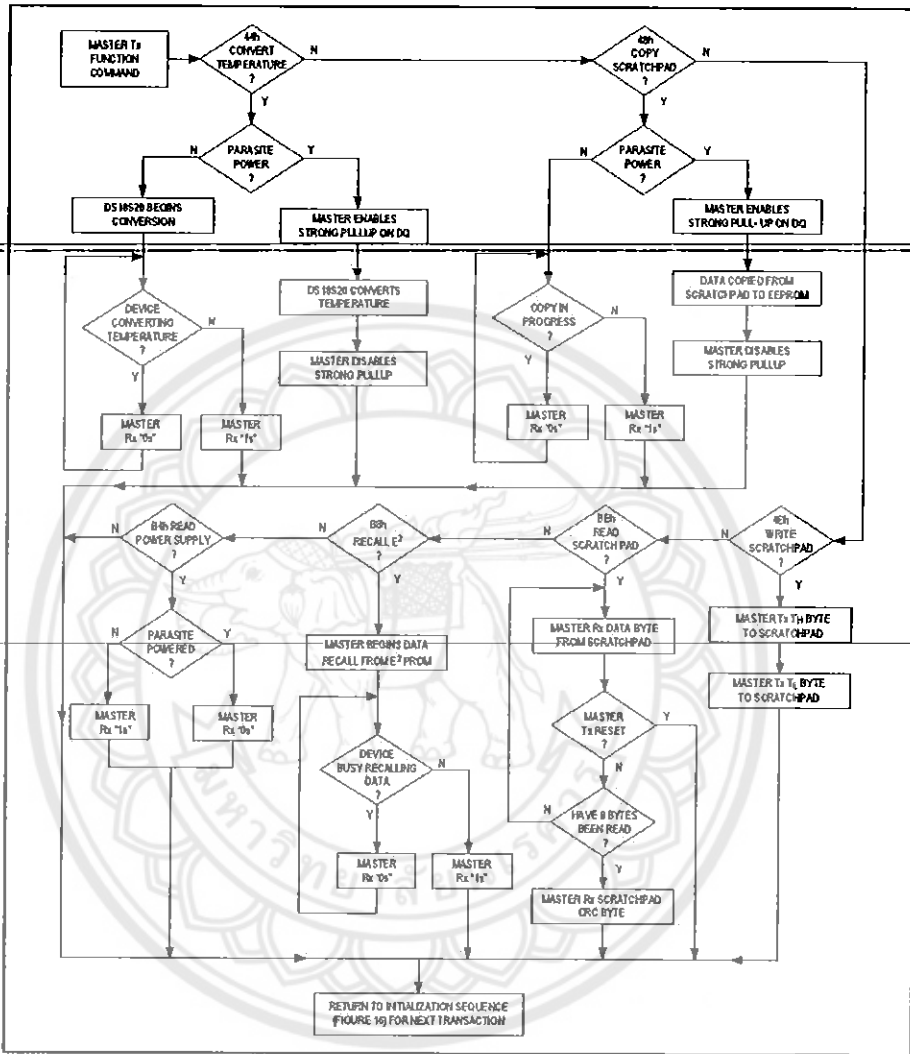 MASTER Tx
FUNCTION
COMMAND
44h
CONVERT
TEMPERATURE
?
N
Y
48h
COPY
SCRATCHPAD
?
N
Y
N
PARASITE
POWER
?
Y
N
PARASITE
POWER
?
Y
DS18S20 BEGINS
CONVERSION
MASTER ENABLES
STRONG PULLUP ON DQ
MASTER ENABLES
STRONG PULL-UP ON DQ
DEVICE
CONVERTING
TEMPERATURE
?
N
Y
DS18S20 CONVERTS
TEMPERATURE
COPY IN
PROGRESS
?
N
Y
DATA COPIED FROM
SCRATCHPAD TO EEPROM
MASTER DISABLES
STRONG PULLUP
MASTER DISABLES
STRONG PULLUP
MASTER
Rx "0s"
MASTER
Rx "1s"
MASTER
Rx "0s"
MASTER
Rx "1s"
N
B4h READ
POWER SUPPLY
?
Y
N
B8h
RECALL E²
?
Y
N
BEh
READ
SCRATCHPAD
?
Y
N
4Eh
WRITE
SCRATCHPAD
?
Y
N
PARASITE
POWERED
?
Y
MASTER BEGINS DATA
RECALL FROM E² PROM
MASTER Rx DATA BYTE
FROM SCRATCHPAD
MASTER Tx TH BYTE
TO SCRATCHPAD
MASTER Tx TL BYTE
TO SCRATCHPAD
MASTER
Rx "1s"
MASTER
Rx "0s"
MASTER
Tx RESET
?
Y
N
DEVICE
BUSY RECALLING
DATA
?
N
Y
N
HAVE 8 BYTES
BEEN READ
?
Y
MASTER
Rx "0s"
MASTER
Rx "1s"
MASTER Rx SCRATCHPAD
CRC BYTE
RETURN TO INITIALIZATION SEQUENCE
(FIGURE 16) FOR NEXT TRANSACTION